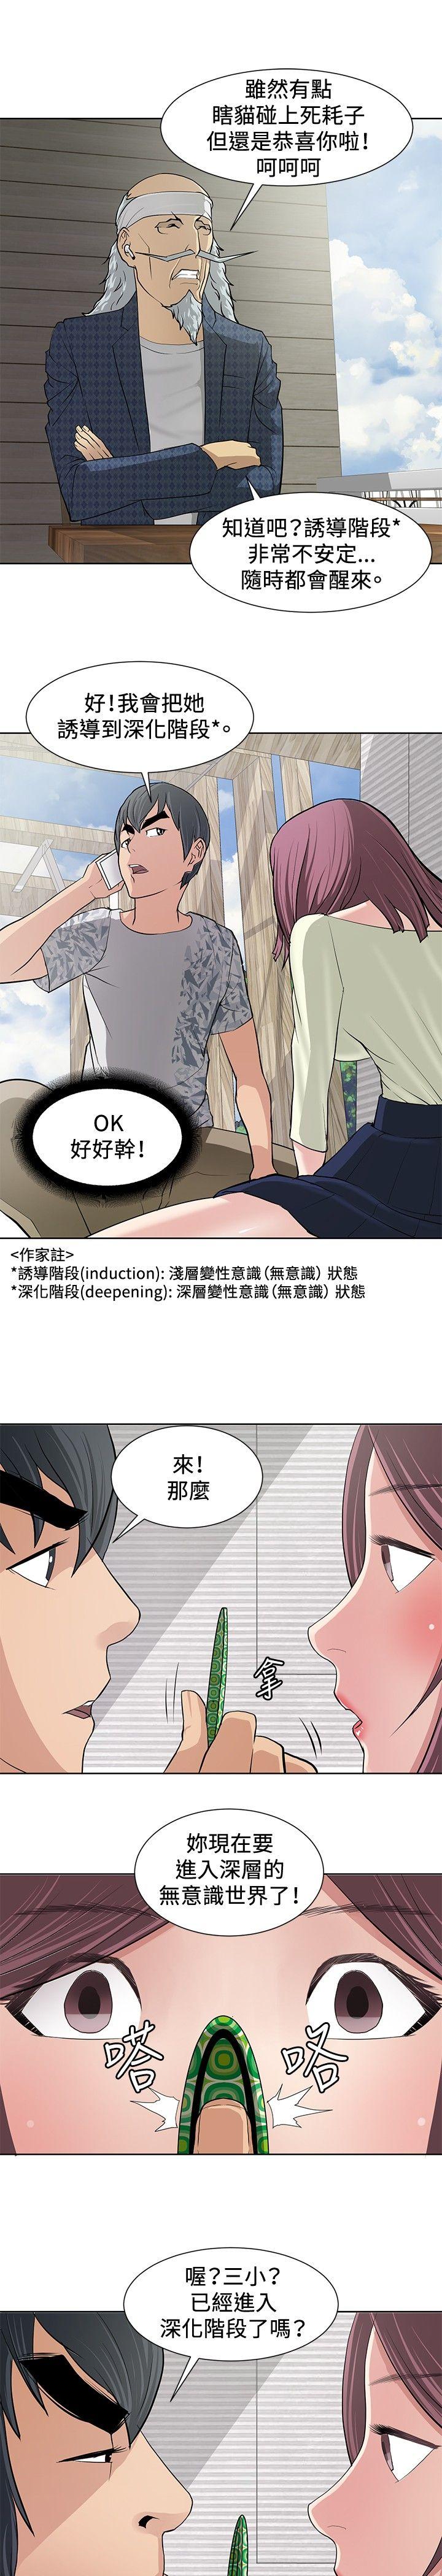 雖然有點
瞎貓碰上死耗子
但還是恭喜你啦!
呵呵呵
知道吧?誘導階段*
非常不安定...
隨時都會醒來。
好!我會把她
誘導到深化階段*。
OK
好好幹!
<作家註>
*誘導階段(induction): 淺層變性意識(無意識) 狀態
*深化階段(deepening): 深層變性意識(無意識) 狀態
來!
那麼
拿
妳現在要
進入深層的
無意識世界了!
嗒
咯
喔?三小?
已經進入
深化階段了嗎?